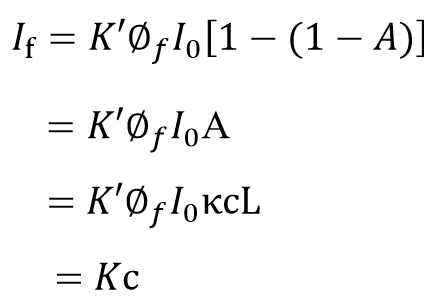 I_f = K′∅_f I_0[1 − (1 − A)]
= K′∅_f I_0A
= K′∅_f I_0κcL
= Kc